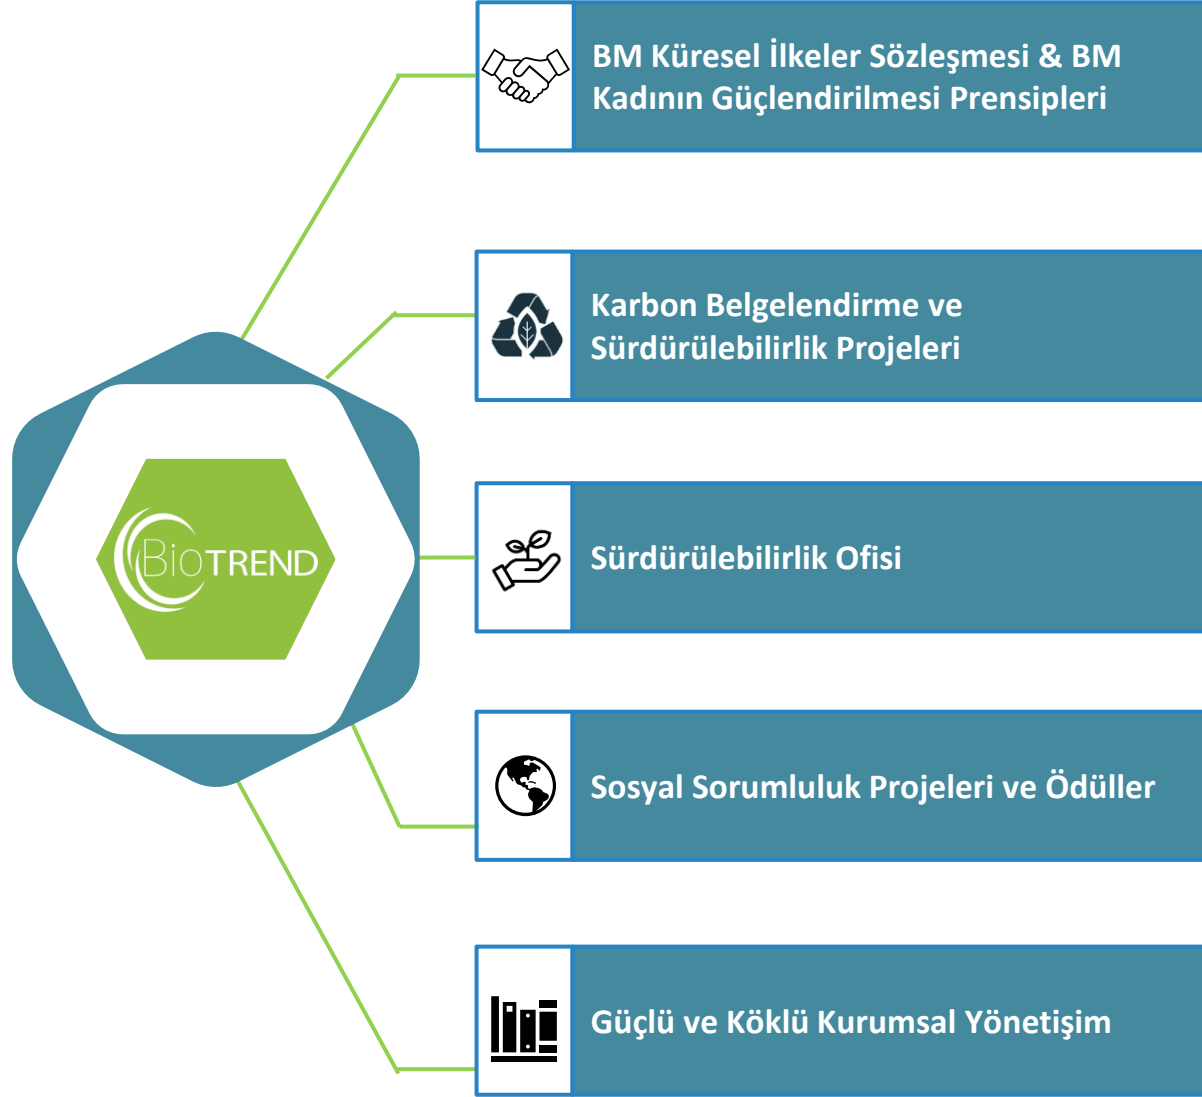 BM Küresel İlkeler Sözleşmesi & BM
Kadının Güçlendirilmesi Prensipleri
Karbon Belgelendirme ve
Sürdürülebilirlik Projeleri
BioTREND
Sürdürülebilirlik Ofisi
Sosyal Sorumluluk Projeleri ve Ödüller
Güçlü ve Köklü Kurumsal Yönetişim